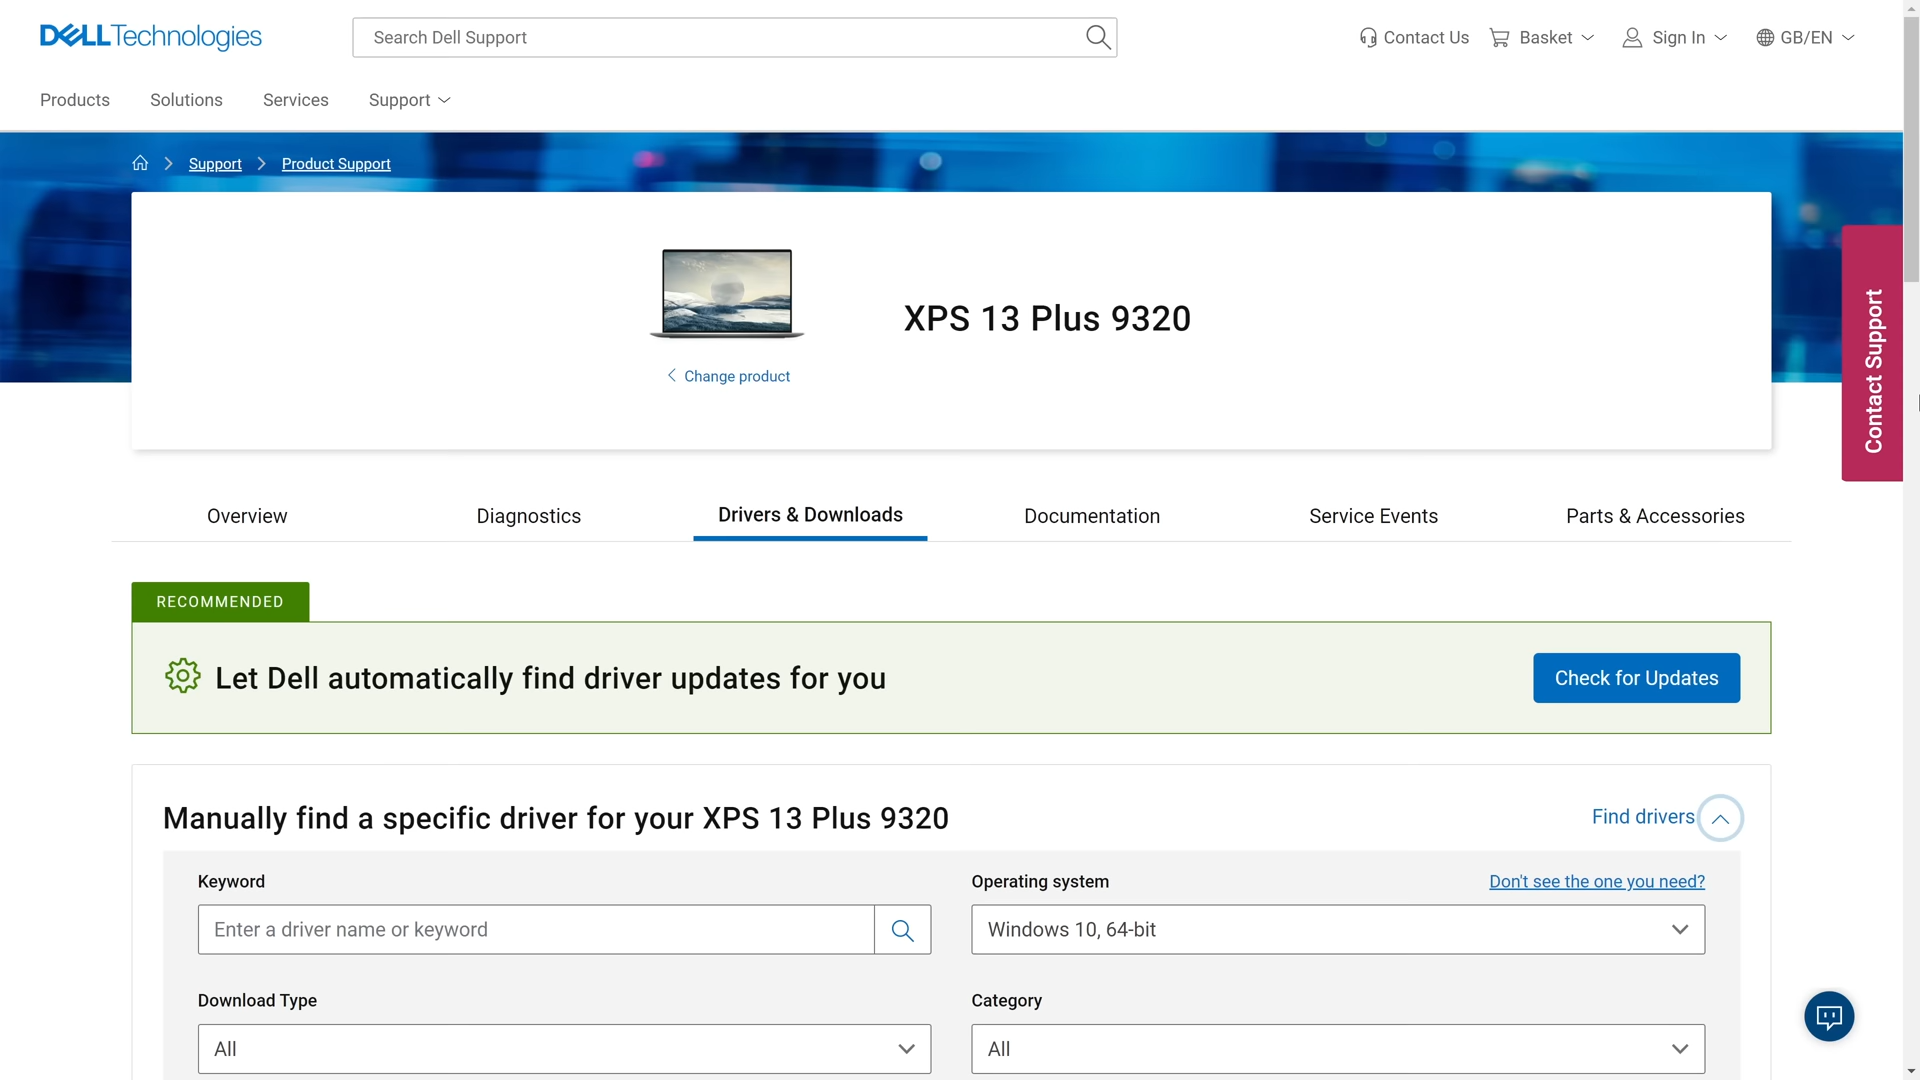 DELLTechnologies
Search Dell Support
Contact Us
Basket
Sign In
GB/EN
Products
Solutions
Services
Support
Support
Product Support
XPS 13 Plus 9320
Change product
Contact Support
Overview
Diagnostics
Drivers & Downloads
Documentation
Service Events
Parts & Accessories
RECOMMENDED
Let Dell automatically find driver updates for you
Check for Updates
Manually find a specific driver for your XPS 13 Plus 9320
Find drivers
Keyword
Operating system
Don't see the one you need?
Enter a driver name or keyword
Windows 10, 64-bit
Download Type
Category
All
All